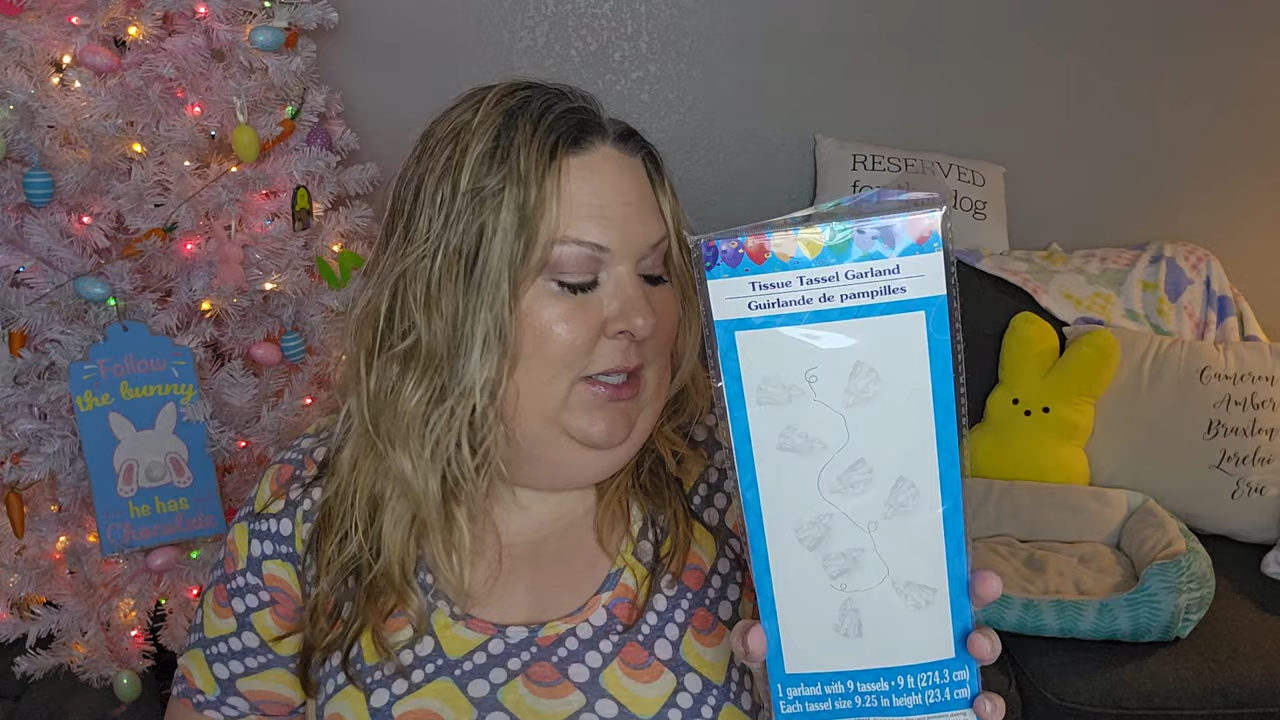 Follow
the bunny
he has
Chocolate
RESERVED
for the dog
Tissue Tassel Garland
Guirlande de pampilles
1 garland with 9 tassels • 9 ft (274.3 cm)
Each tassel size 9.25 in height (23.4 cm)
Cameron
Amber
Braxton
Lorelai
Eric